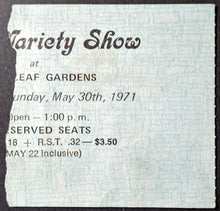 Variety Show
at
LEAF GARDENS
unday, May 30th, 1971
Open — 1:00 p.m.
ESERVED SEATS
18 + R.S.T. .32—$3.50
MAY 22 Inclusive)